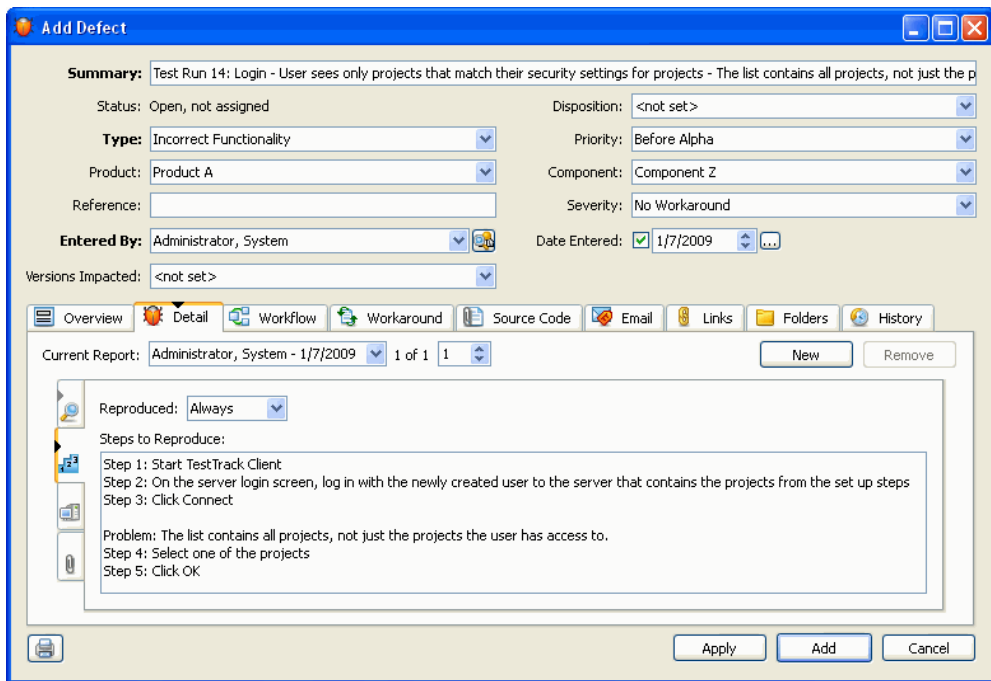 Add Defect
Summary: Test Run 14: Login - User sees only projects that match their security settings for projects - The list contains all projects, not just the p
Status: Open, not assigned
Disposition: <not set>
Type: Incorrect Functionality
Priority: Before Alpha
Product: Product A
Component: Component Z
Reference:
Severity: No Workaround
Entered By: Administrator, System
Date Entered: 1/7/2009
Versions Impacted: <not set>
Overview Detail Workflow Workaround Source Code Email Links Folders History
Current Report: Administrator, System - 1/7/2009 1 of 1 1 New Remove
Reproduced: Always
Steps to Reproduce:
Step 1: Start TestTrack Client
Step 2: On the server login screen, log in with the newly created user to the server that contains the projects from the set up steps
Step 3: Click Connect
Problem: The list contains all projects, not just the projects the user has access to.
Step 4: Select one of the projects
Step 5: Click OK
Apply Add Cancel